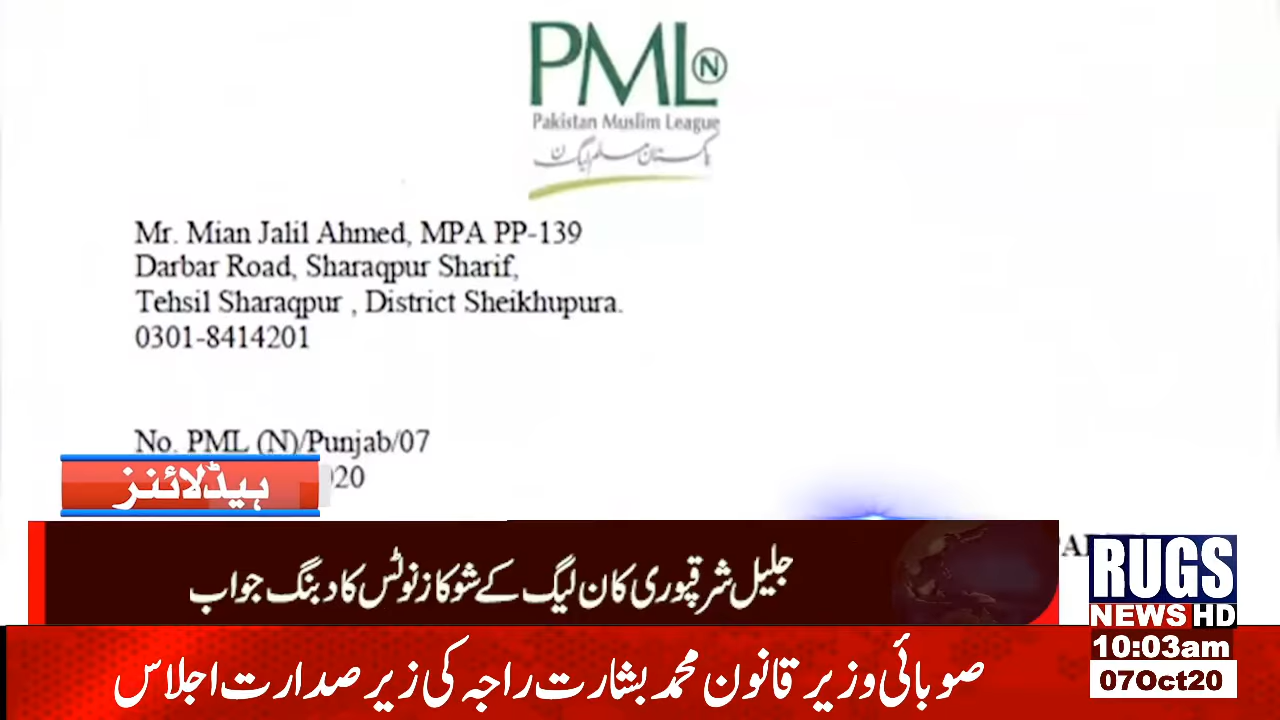 PML N
Pakistan Muslim League
پاکستان مسلم لیگ ن
Mr. Mian Jalil Ahmed, MPA PP-139
Darbar Road, Sharaqpur Sharif,
Tehsil Sharaqpur , District Sheikhupura.
0301-8414201
No. PML (N)/Punjab/07
020
ہیڈلائنز
جلیل شرقپوری کا ن لیگ کے شوکاز نوٹس کا دبنگ جواب
صوبائی وزیر قانون محمد بشارت راجہ کی زیر صدارت اجلاس
RUGS
NEWS HD
10:03am
07Oct20